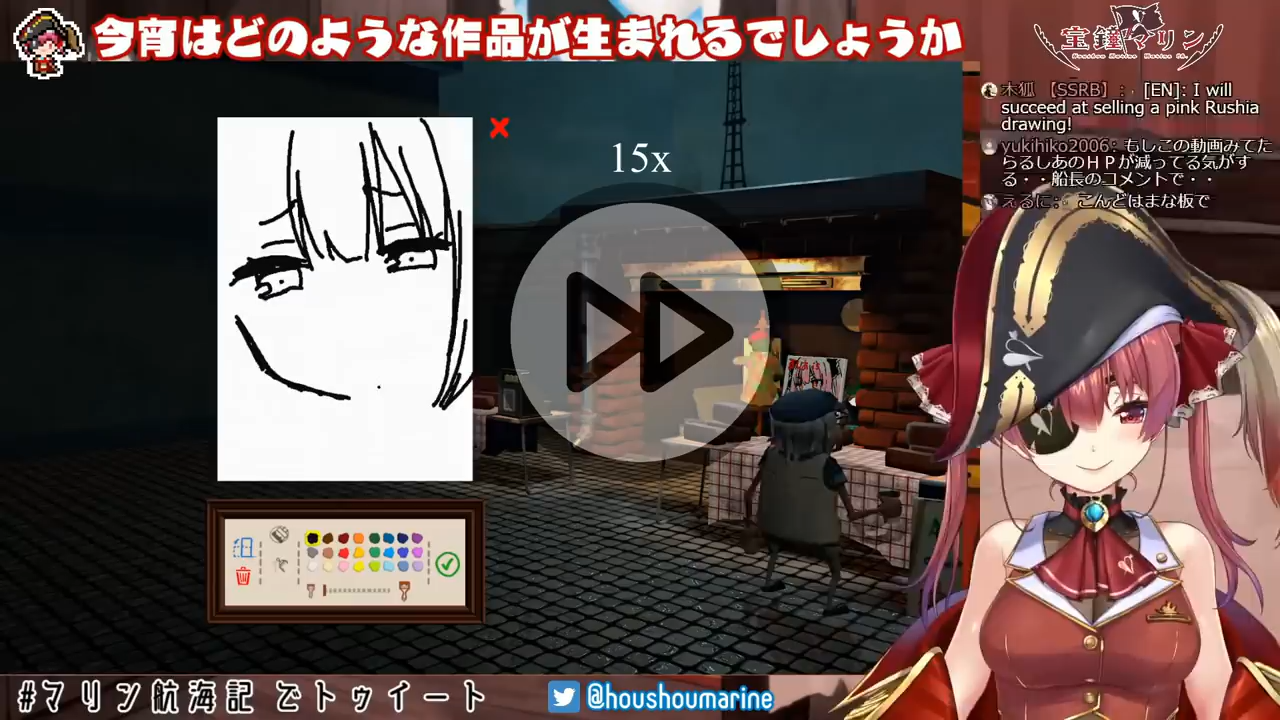 今宵はどのような作品が生まれるでしょうか
宝鐘マリン
Houshou Marine
15x
木狐 【SSRB】: [EN]: I will
succeed at selling a pink Rushia
drawing!
yukihiko2006: もしこの動画みてた
らるしあのHPが減ってる気がす
る・・船長のコメントで・・
えるに: こんどはまな板で
#マリン航海記 でトゥイート
@houshoumarine